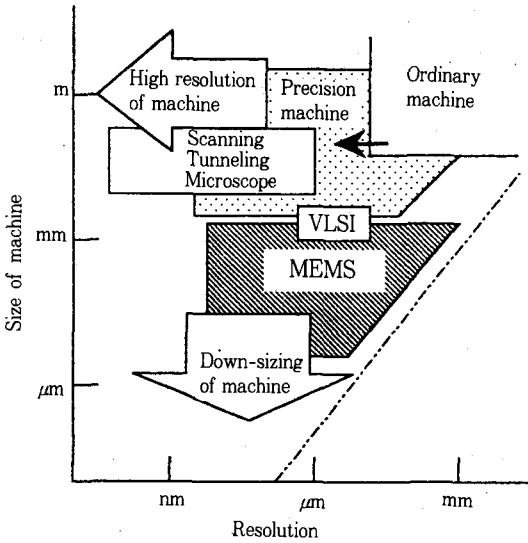 m
High resolution
of machine
Precision
machine
Ordinary
machine
Scanning
Tunneling
Microscope
VLSI
MEMS
mm
Down-sizing
of machine
μm
Size of machine
nm
μm
mm
Resolution